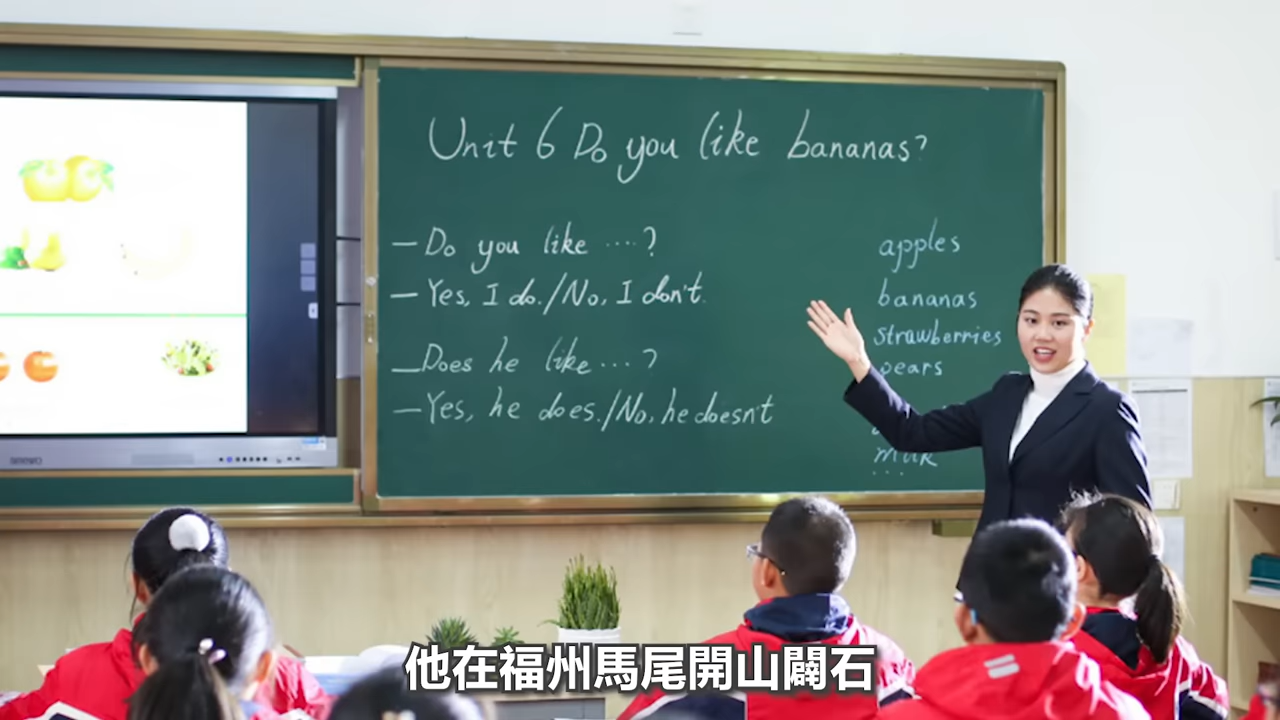 Unit 6 Do you like bananas?
— Do you like ····?
— Yes, I do./No, I don't.
— Does he like ···?
— Yes, he does./No, he doesn't
apples
bananas
strawberries
pears
milk
...
他在福州馬尾開山闢石